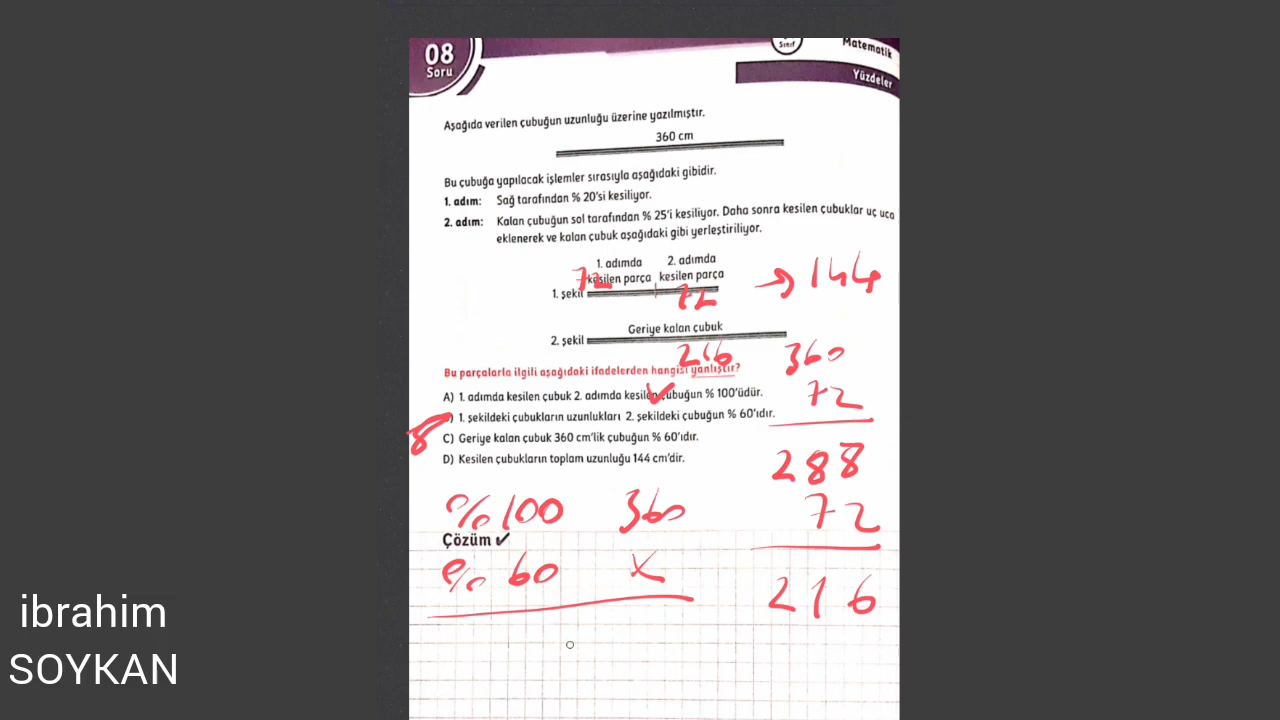 08
Soru
Sınıf
Matematik
Yüzdeler
Aşağıda verilen çubuğun uzunluğu üzerine yazılmıştır.
360 cm
Bu çubuğa yapılacak işlemler sırasıyla aşağıdaki gibidir.
1. adım: Sağ tarafından % 20'si kesiliyor.
2. adım: Kalan çubuğun sol tarafından % 25'i kesiliyor. Daha sonra kesilen çubuklar uç uca
eklenerek ve kalan çubuk aşağıdaki gibi yerleştiriliyor.
1. adımda 2. adımda
kesilen parça kesilen parça
72
1. şekil
72
→ 144
Geriye kalan çubuk
2. şekil
216
360
Bu parçalarla ilgili aşağıdaki ifadelerden hangisi yanlıştır?
A) 1. adımda kesilen çubuk 2. adımda kesilen çubuğun % 100'üdür.
72
) 1. şekildeki çubukların uzunlukları 2. şekildeki çubuğun % 60'ıdır.
C) Geriye kalan çubuk 360 cm'lik çubuğun % 60'ıdır.
D) Kesilen çubukların toplam uzunluğu 144 cm'dir.
288
% 100 360
72
Çözüm ✓
% 60 x
216
ibrahim
SOYKAN